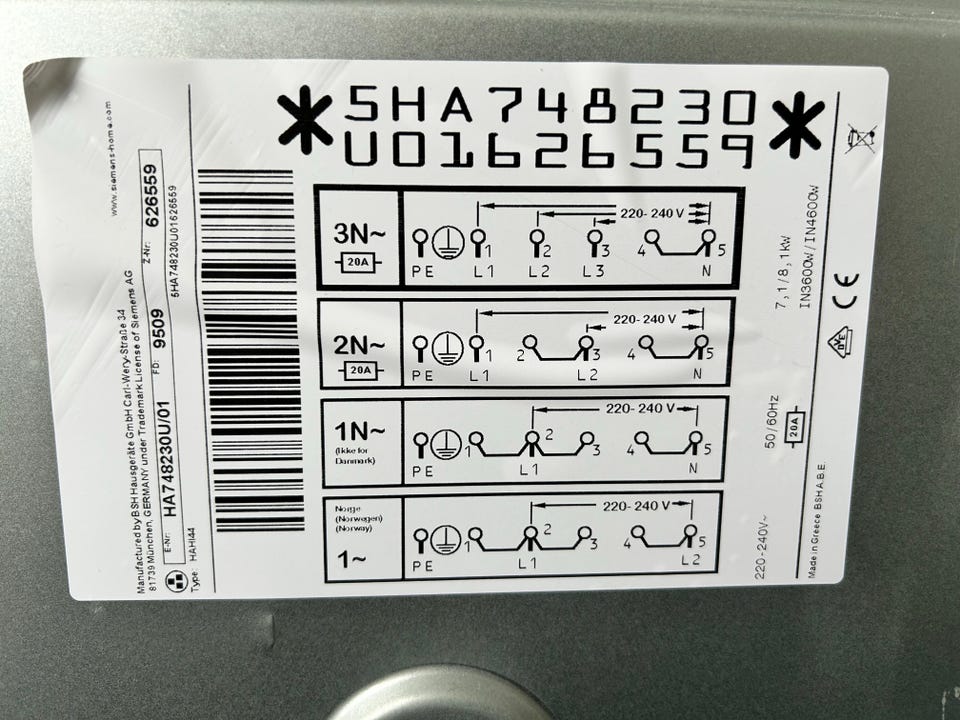 *5HA748230*
U01626559
3N~
20A
220-240 V
1 2 3 4 5
PE L1 L2 L3 N
2N~
20A
220-240 V
1 2 3 4 5
PE L1 L2 N
1N~
(Ikke for
Danmark)
220-240 V
1 2 3 4 5
PE L1 N
Norge
(Norwegen)
(Norway)
1~
220-240 V
1 2 3 4 5
PE L1 L2
www.siemens-home.com
Manufactured by BSH Hausgeräte GmbH Carl-Wery-Straße 34
81739 München, GERMANY under Trademark License of Siemens AG
E-Nr: HA748230U/01 FD: 9509 Z-Nr: 626559
Type: HAHI44 5HA748230U01626559
220-240V~ 50/60Hz 7,1/8,1kW
20A IN3600W/IN4600W
Made in Greece BSH A.B.E. VDE CE